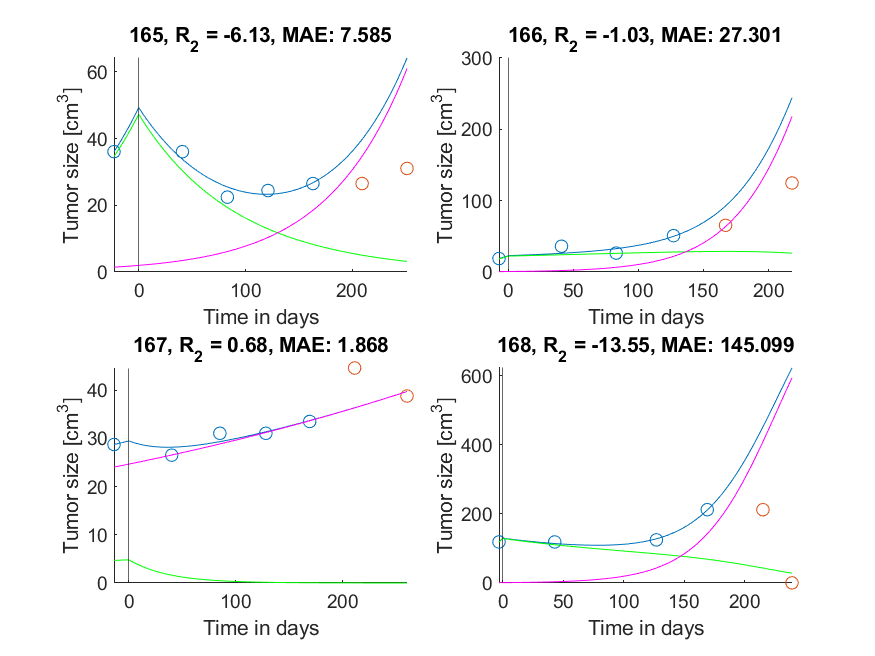 165, R₂ = -6.13, MAE: 7.585
Tumor size [cm³]
60
40
20
0
0 100 200
Time in days
166, R₂ = -1.03, MAE: 27.301
Tumor size [cm³]
300
200
100
0
0 50 100 150 200
Time in days
167, R₂ = 0.68, MAE: 1.868
Tumor size [cm³]
40
30
20
10
0
0 100 200
Time in days
168, R₂ = -13.55, MAE: 145.099
Tumor size [cm³]
600
400
200
0
0 50 100 150 200
Time in days